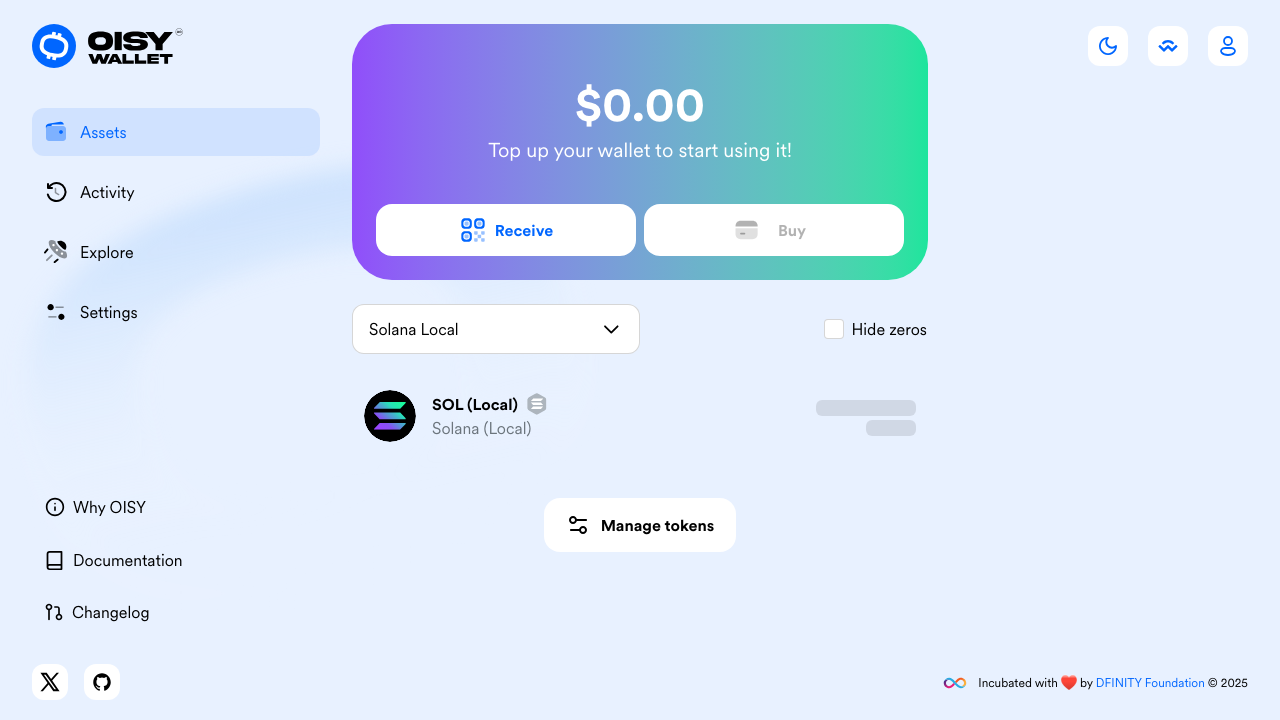 OISY
WALLET
Assets
Activity
Explore
Settings
Why OISY
Documentation
Changelog
$0.00
Top up your wallet to start using it!
Receive
Buy
Solana Local
Hide zeros
SOL (Local)
Solana (Local)
Manage tokens
Incubated with ❤️ by DFINITY Foundation © 2025